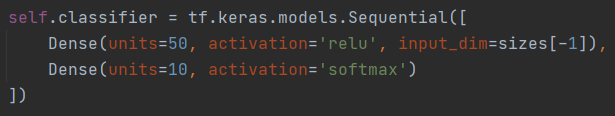 self.classifier = tf.keras.models.Sequential([
    Dense(units=50, activation='relu', input_dim=sizes[-1]),
    Dense(units=10, activation='softmax')
])